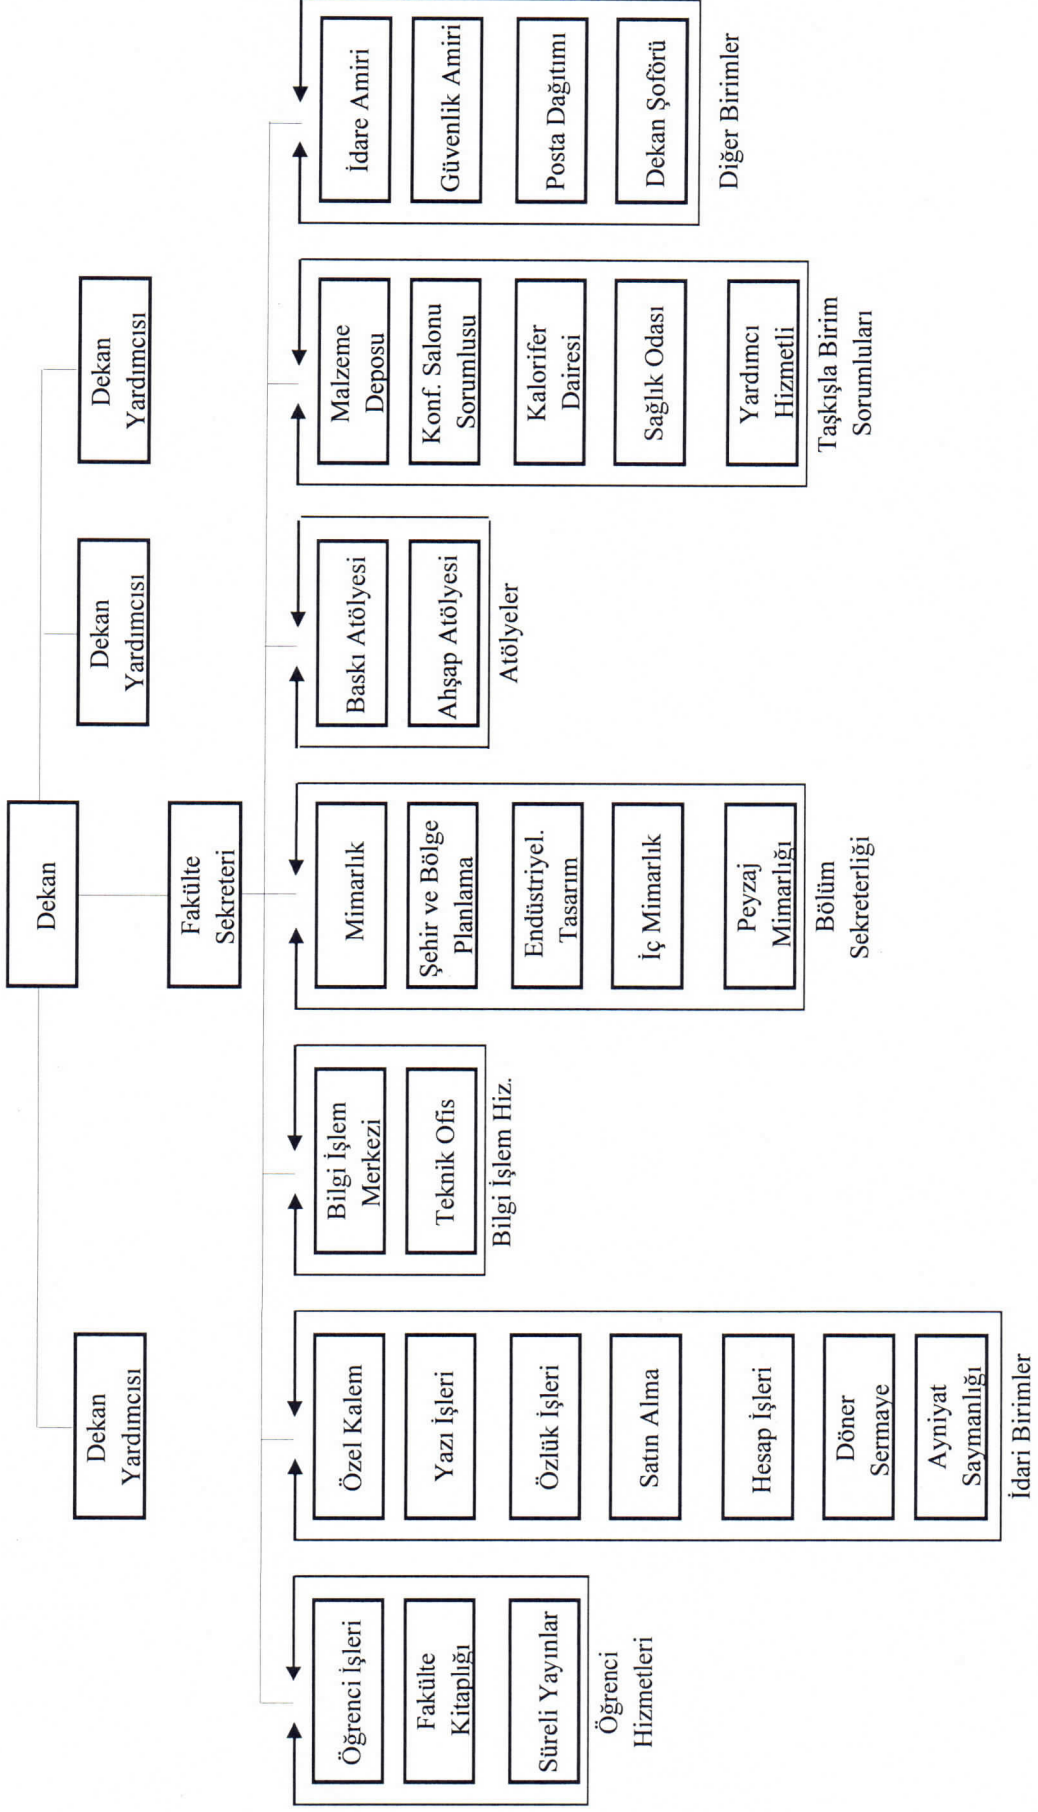 Dekan
Dekan
Yardımcısı
Dekan
Yardımcısı
Dekan
Yardımcısı
Fakülte
Sekreteri
Öğrenci İşleri
Fakülte
Kitaplığı
Süreli Yayınlar
Öğrenci
Hizmetleri
Özel Kalem
Yazı İşleri
Özlük İşleri
Satın Alma
Hesap İşleri
Döner
Sermaye
Ayniyat
Saymanlığı
İdari Birimler
Bilgi İşlem
Merkezi
Teknik Ofis
Bilgi İşlem Hiz.
Mimarlık
Şehir ve Bölge
Planlama
Endüstriyel.
Tasarım
İç Mimarlık
Peyzaj
Mimarlığı
Bölüm
Sekreterliği
Baskı Atölyesi
Ahşap Atölyesi
Atölyeler
Malzeme
Deposu
Konf. Salonu
Sorumlusu
Kalorifer
Dairesi
Sağlık Odası
Yardımcı
Hizmetli
Taşkışla Birim
Sorumluları
İdare Amiri
Güvenlik Amiri
Posta Dağıtımı
Dekan Şoförü
Diğer Birimler